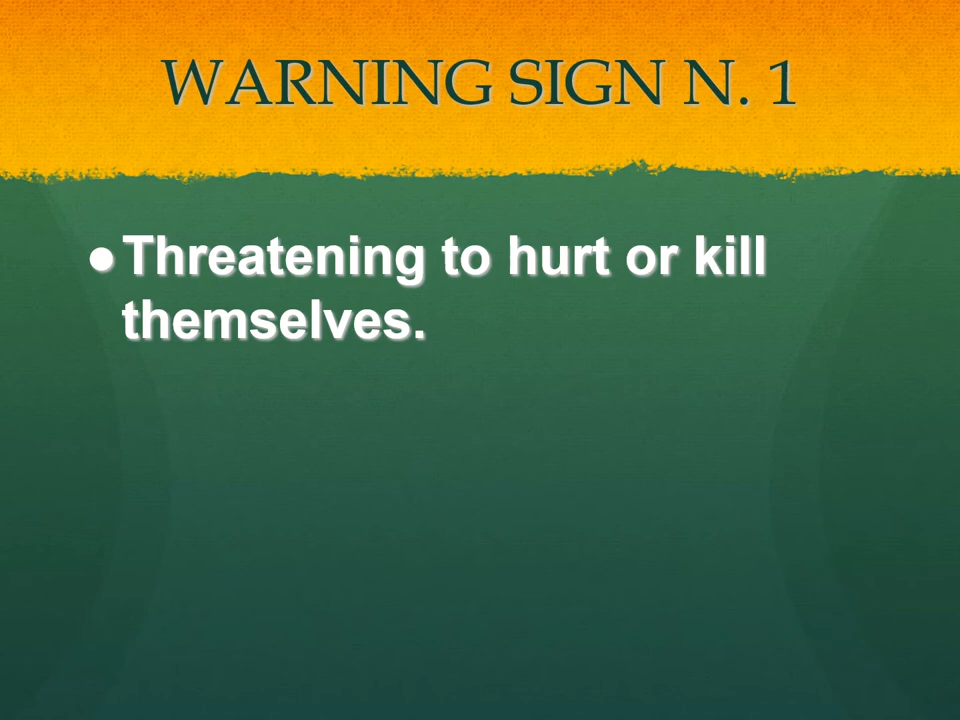 WARNING SIGN N. 1
● Threatening to hurt or kill
themselves.